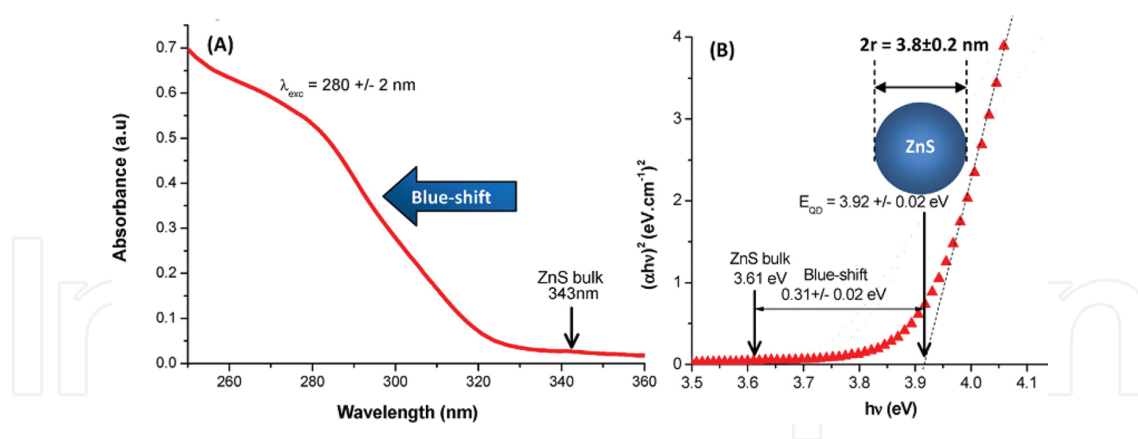 (A)
λexc = 280 +/- 2 nm
Blue-shift
ZnS bulk
343nm
0.7
0.6
0.5
0.4
0.3
0.2
0.1
0.0
260 280 300 320 340 360
Absorbance (a.u)
Wavelength (nm)
(B)
2r = 3.8±0.2 nm
ZnS
EQD = 3.92 +/- 0.02 eV
ZnS bulk
3.61 eV
Blue-shift
0.31+/- 0.02 eV
4
3
2
1
0
3.5 3.6 3.7 3.8 3.9 4.0 4.1
(αhν)² (eV.cm⁻¹)²
hν (eV)